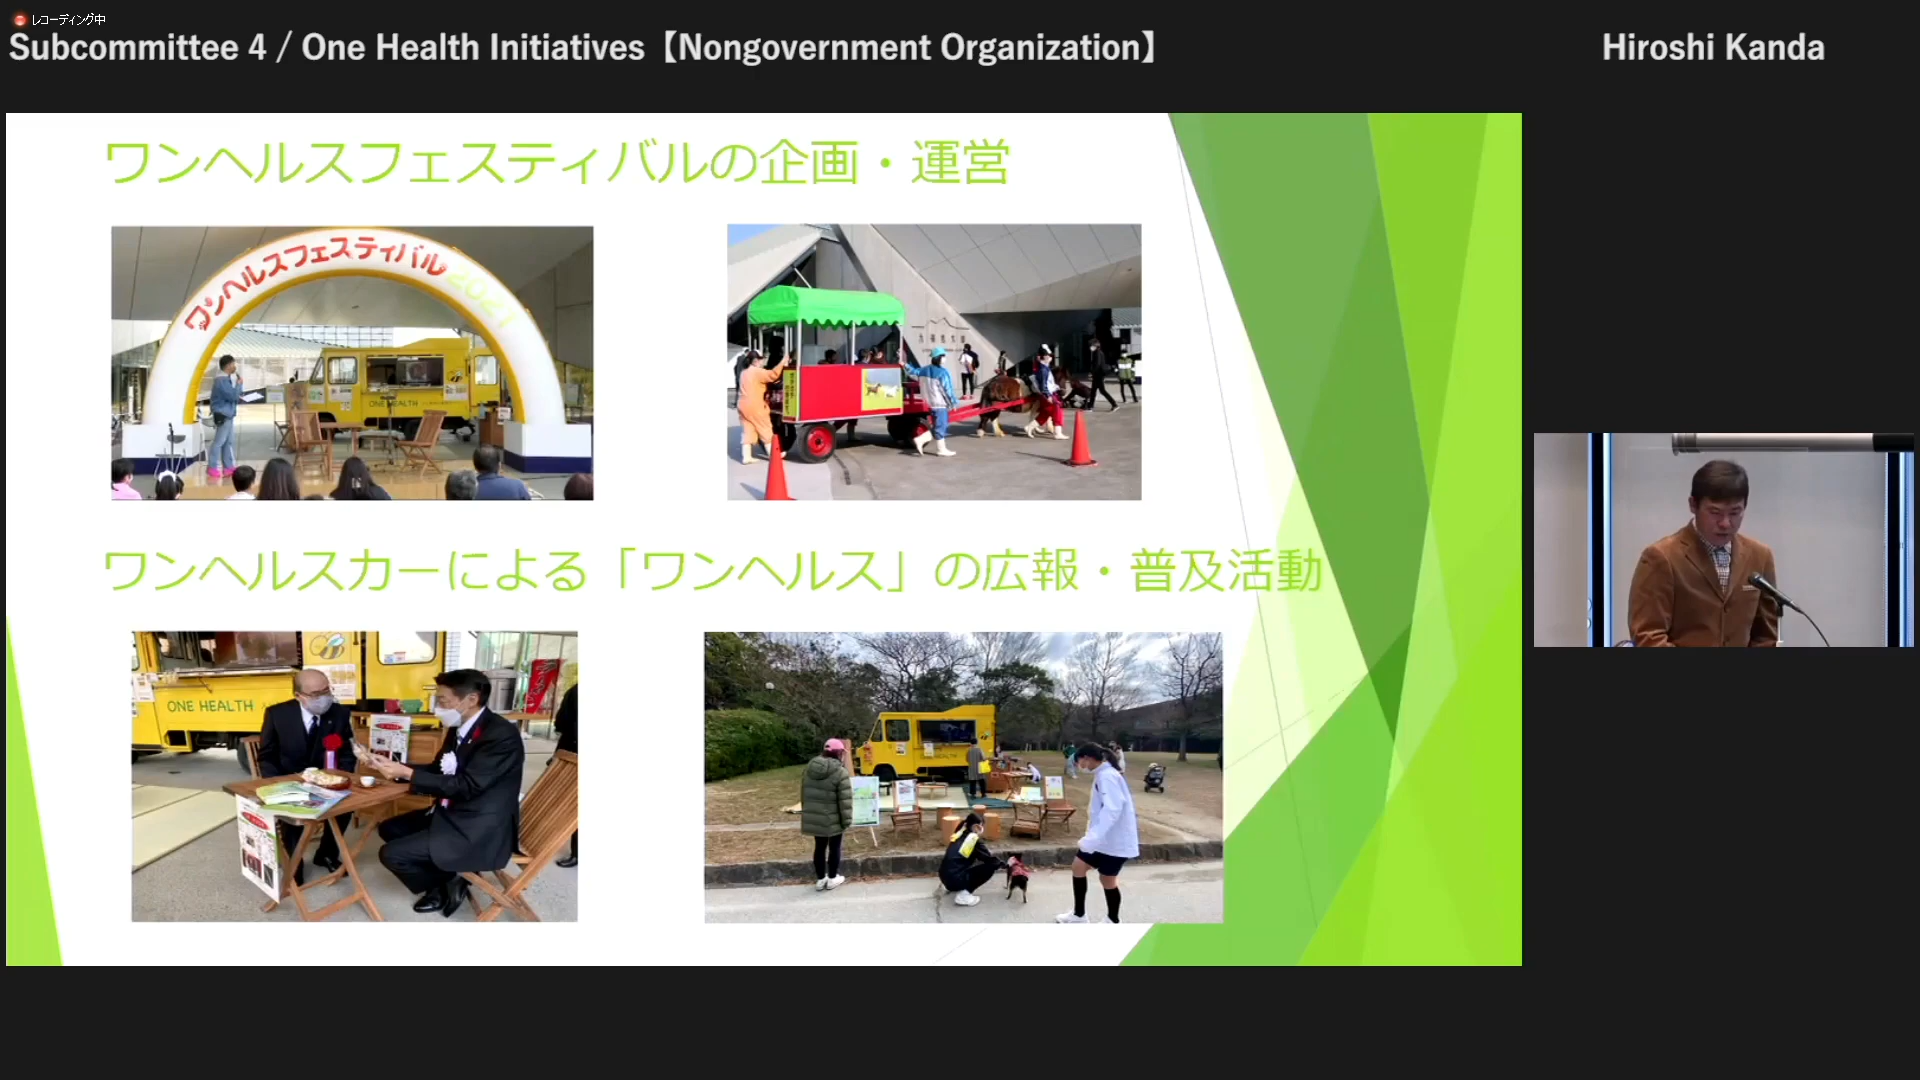 レコーディング中
Subcommittee 4 / One Health Initiatives【Nongovernment Organization】
Hiroshi Kanda
ワンヘルスフェスティバルの企画・運営
ワンヘルスフェスティバル2021
ONE HEALTH
ワンヘルスカーによる「ワンヘルス」の広報・普及活動
ONE HEALTH
ONE HEALTH